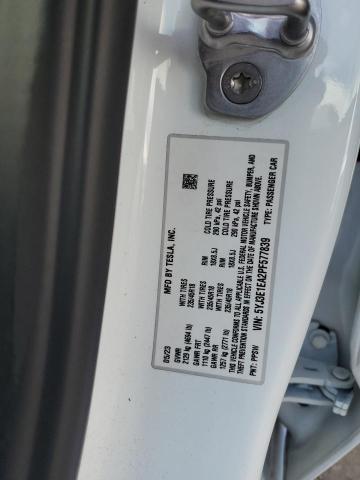 MFD BY TESLA, INC.
05/23
GVWR
2129 kg (4694 lb)
GAWR FRT WITH TIRES RIM COLD TIRE PRESSURE
1110 kg (2447 lb) 235/45R18 18X8.5J 290 kPa, 42 psi
GAWR RR WITH TIRES RIM COLD TIRE PRESSURE
1257 kg (2771 lb) 235/45R18 18X8.5J 290 kPa, 42 psi
THIS VEHICLE CONFORMS TO ALL APPLICABLE U.S. FEDERAL MOTOR VEHICLE SAFETY, BUMPER, AND
THEFT PREVENTION STANDARDS IN EFFECT ON THE DATE OF MANUFACTURE SHOWN ABOVE.
VIN: 5YJ3E1EA2PF577839 TYPE: PASSENGER CAR
PNT: PPSW